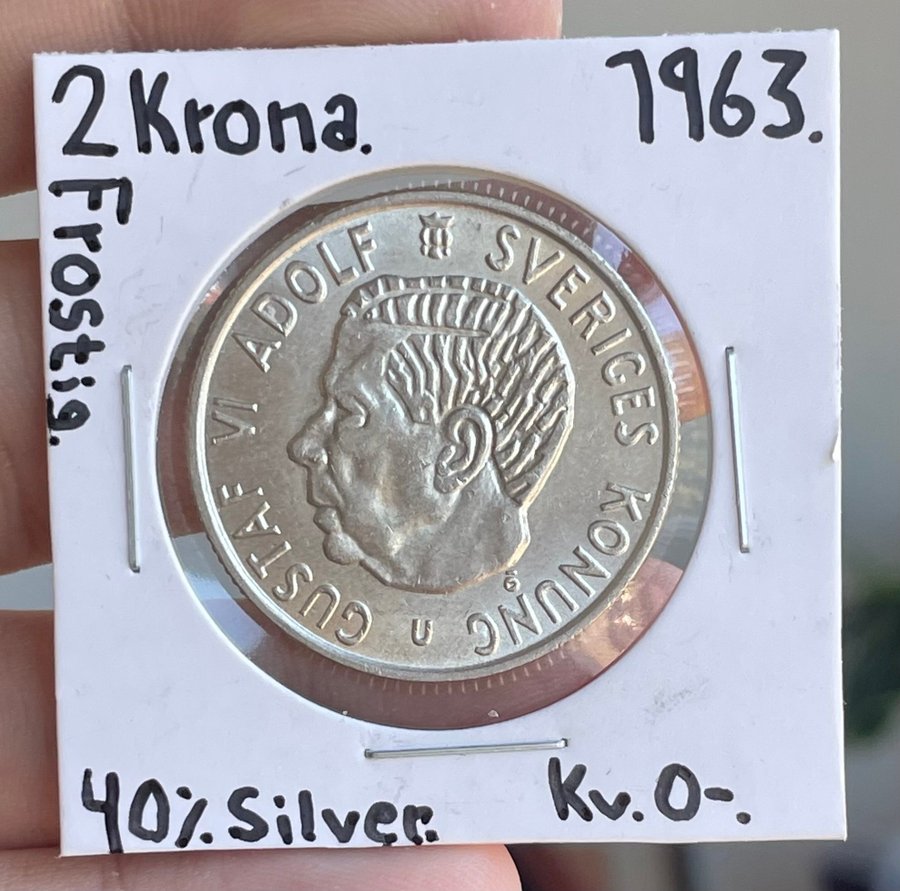 2 Krona.
1963.
Frostig.
GUSTAF VI ADOLF SVERIGES KONUNG
G
U
40% Silver.
Kv. 0-.